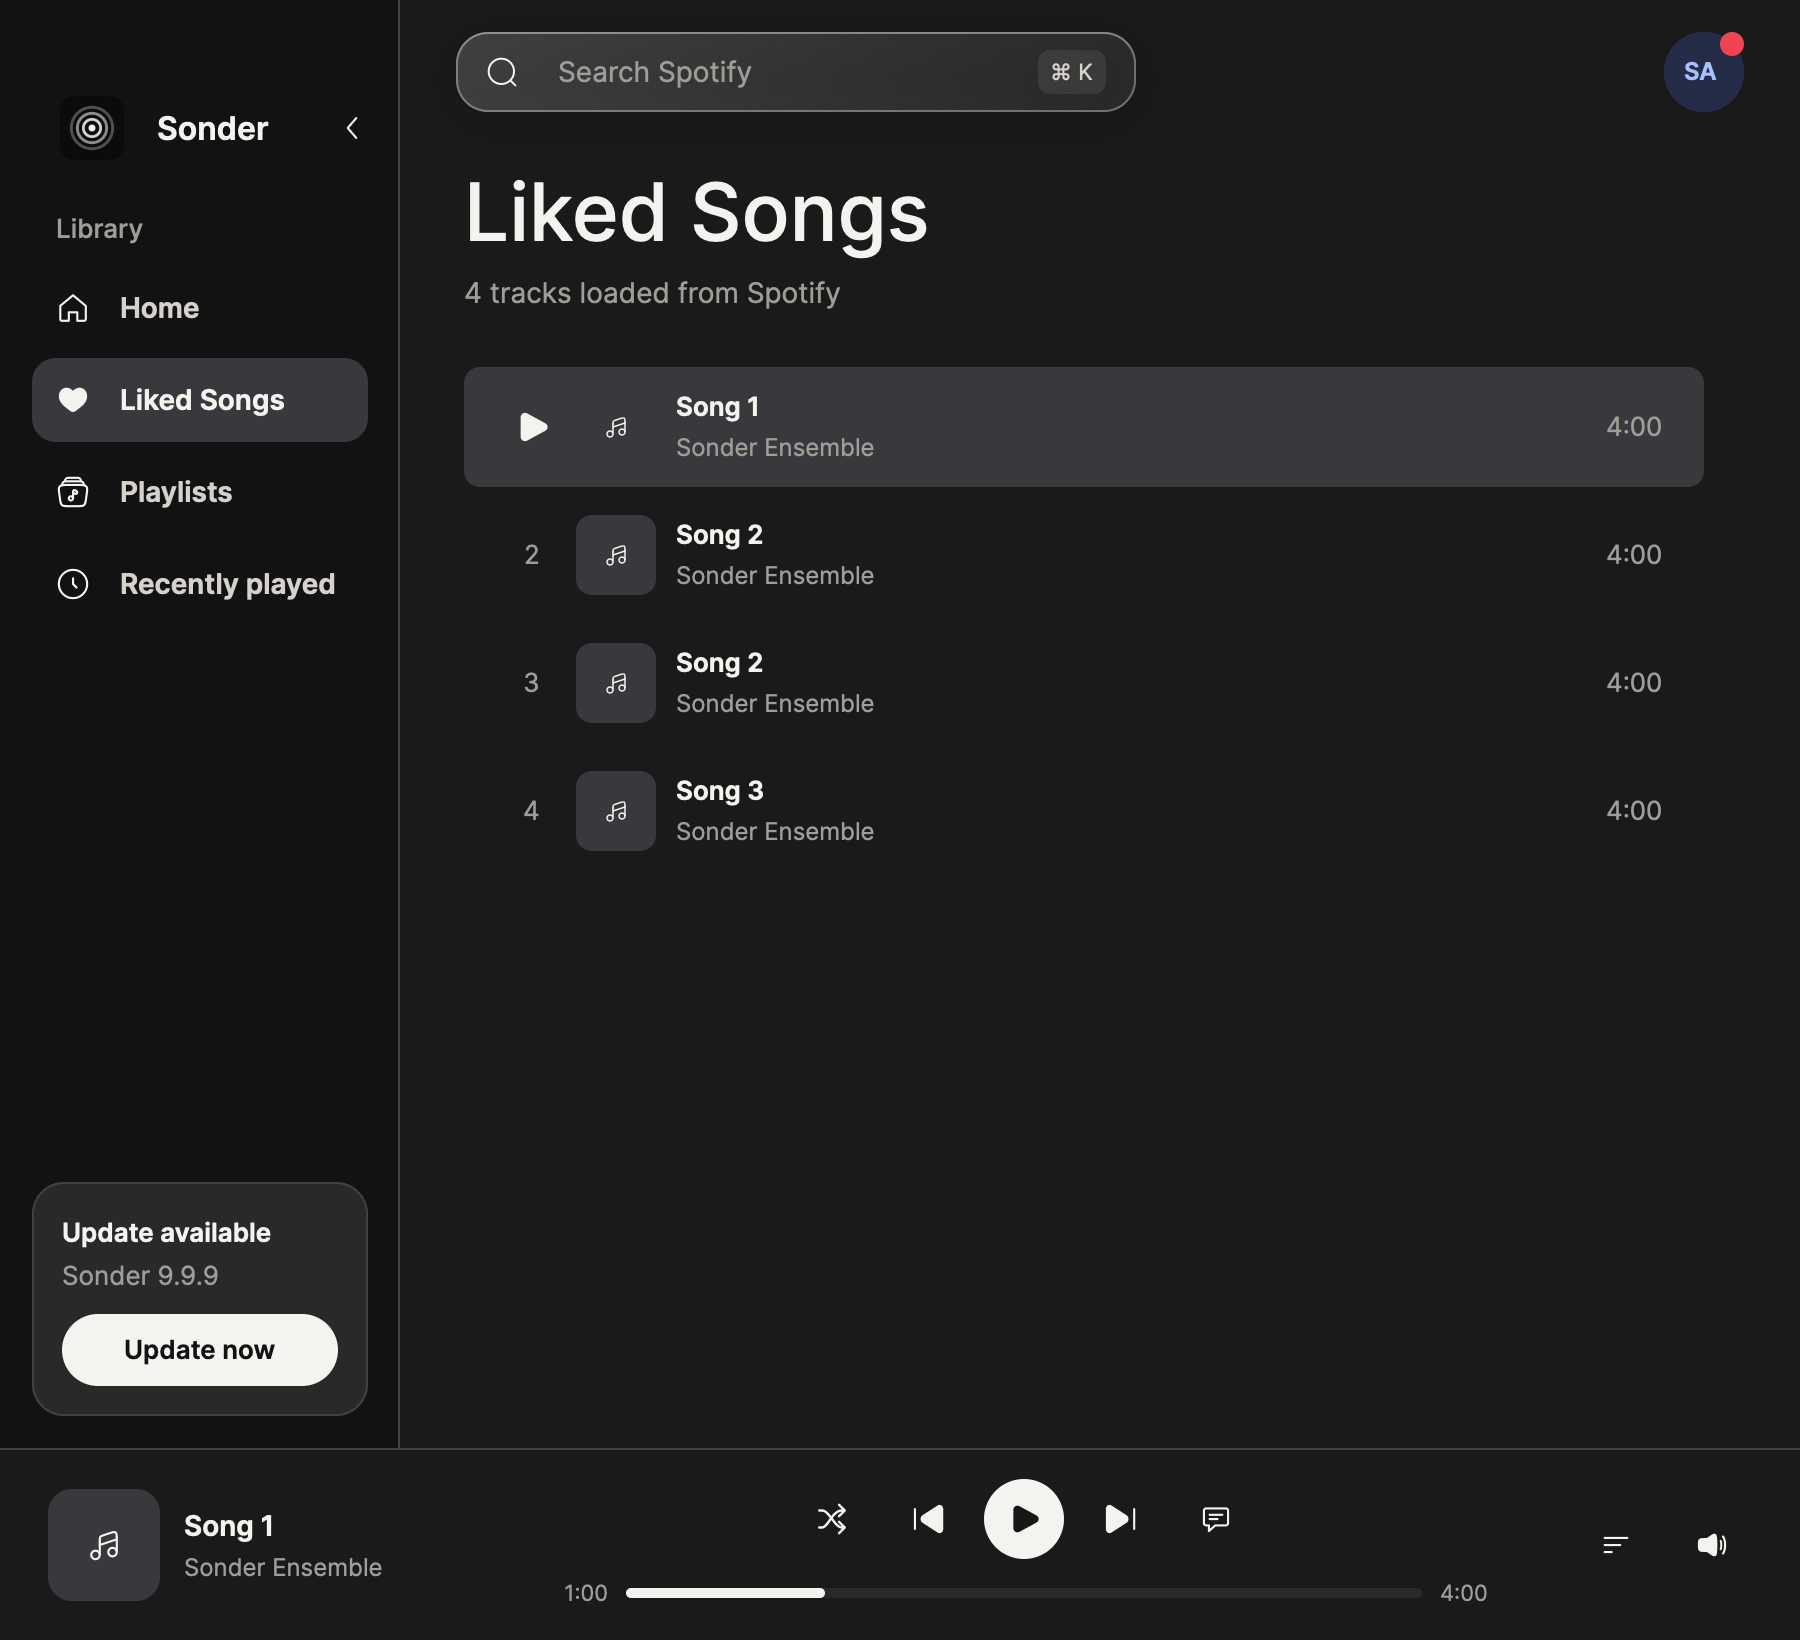 Sonder
Library
Home
Liked Songs
Playlists
Recently played
Update available
Sonder 9.9.9
Update now
Search Spotify
⌘ K
SA
Liked Songs
4 tracks loaded from Spotify
Song 1
Sonder Ensemble
4:00
2
Song 2
Sonder Ensemble
4:00
3
Song 2
Sonder Ensemble
4:00
4
Song 3
Sonder Ensemble
4:00
Song 1
Sonder Ensemble
1:00
4:00